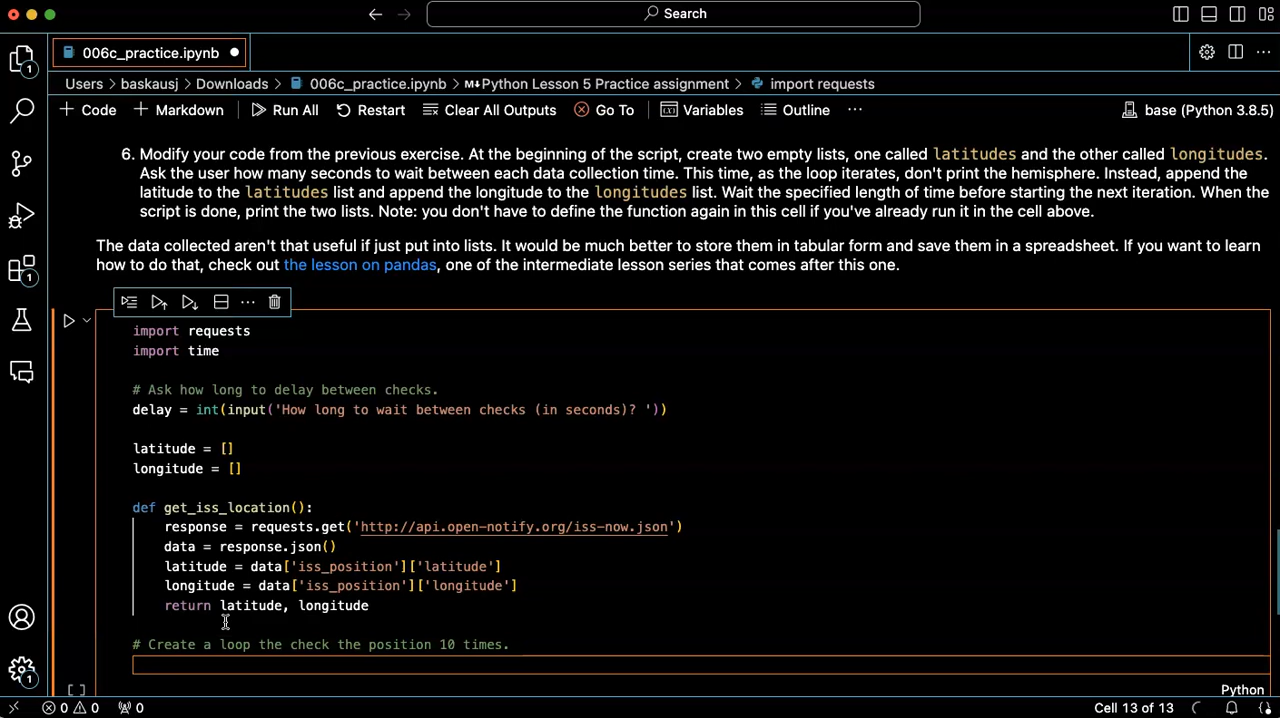 Search
006c_practice.ipynb
Users > baskausj > Downloads > 006c_practice.ipynb > M↓Python Lesson 5 Practice assignment > import requests
+ Code + Markdown Run All Restart Clear All Outputs Go To Variables Outline ... base (Python 3.8.5)
6. Modify your code from the previous exercise. At the beginning of the script, create two empty lists, one called latitudes and the other called longitudes.
Ask the user how many seconds to wait between each data collection time. This time, as the loop iterates, don't print the hemisphere. Instead, append the
latitude to the latitudes list and append the longitude to the longitudes list. Wait the specified length of time before starting the next iteration. When the
script is done, print the two lists. Note: you don't have to define the function again in this cell if you've already run it in the cell above.
The data collected aren't that useful if just put into lists. It would be much better to store them in tabular form and save them in a spreadsheet. If you want to learn
how to do that, check out the lesson on pandas, one of the intermediate lesson series that comes after this one.
import requests
import time
# Ask how long to delay between checks.
delay = int(input('How long to wait between checks (in seconds)? '))
latitude = []
longitude = []
def get_iss_location():
response = requests.get('http://api.open-notify.org/iss-now.json')
data = response.json()
latitude = data['iss_position']['latitude']
longitude = data['iss_position']['longitude']
return latitude, longitude
# Create a loop the check the position 10 times.
[ ]
Python
0 0 0 Cell 13 of 13
1
1
1